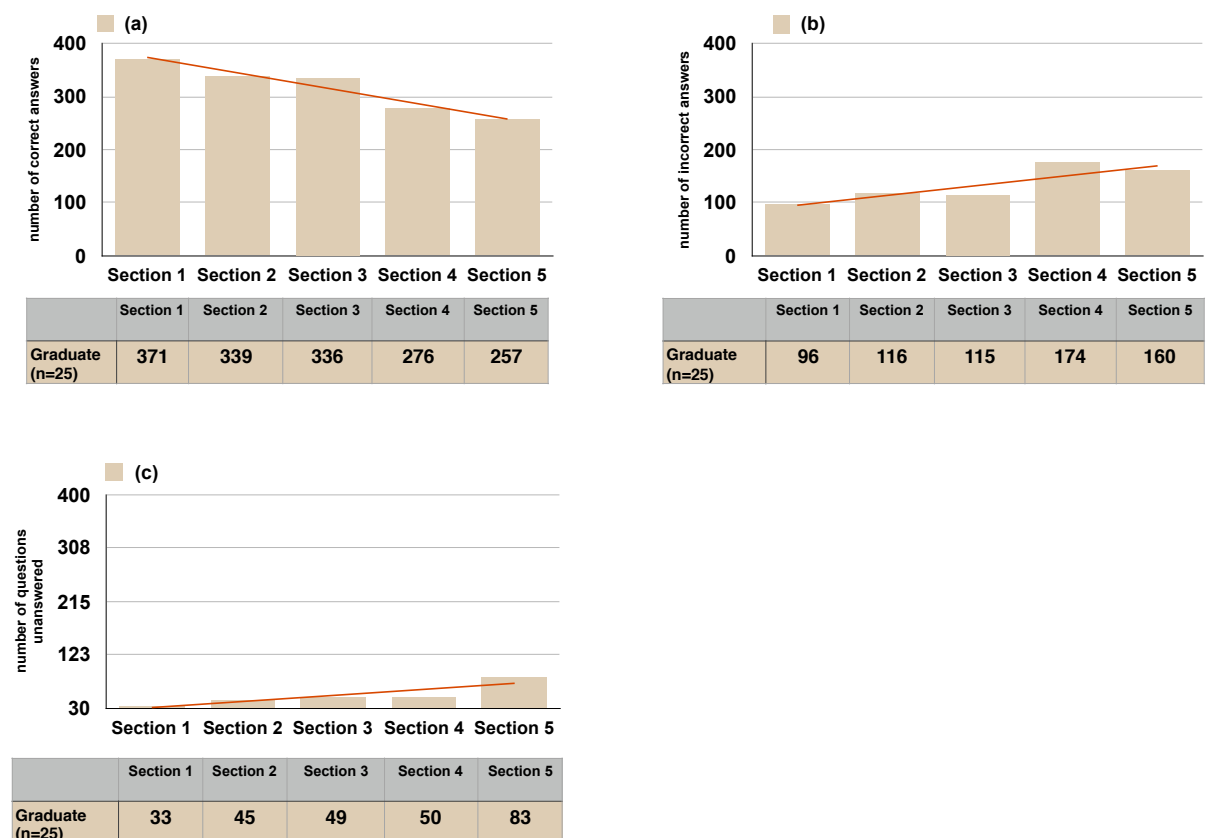 (a)
number of correct answers
400
300
200
100
0
Section 1 Section 2 Section 3 Section 4 Section 5
Section 1 Section 2 Section 3 Section 4 Section 5
Graduate (n=25) 371 339 336 276 257
(b)
number of incorrect answers
400
300
200
100
0
Section 1 Section 2 Section 3 Section 4 Section 5
Section 1 Section 2 Section 3 Section 4 Section 5
Graduate (n=25) 96 116 115 174 160
(c)
number of questions
unanswered
400
308
215
123
30
Section 1 Section 2 Section 3 Section 4 Section 5
Section 1 Section 2 Section 3 Section 4 Section 5
Graduate (n=25) 33 45 49 50 83